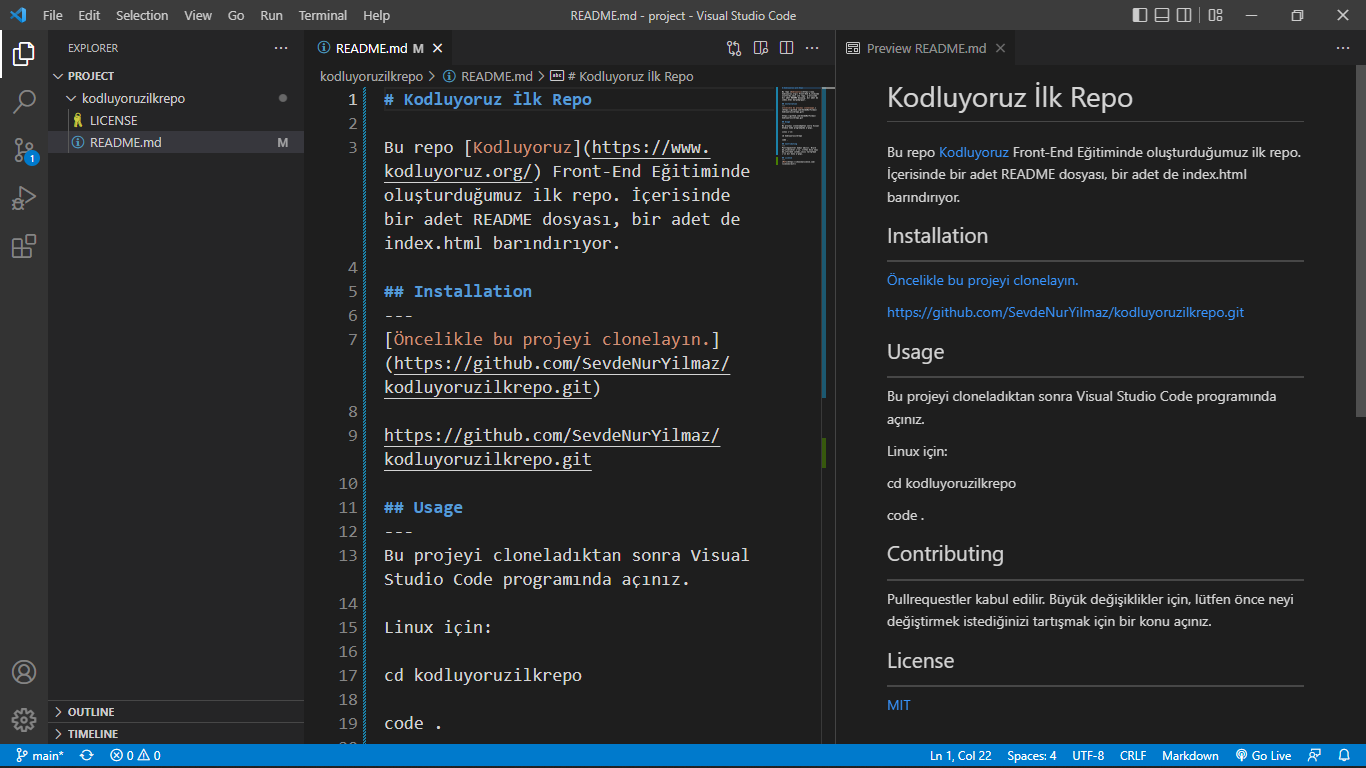 File Edit Selection View Go Run Terminal Help
README.md - project - Visual Studio Code
EXPLORER
PROJECT
kodluyoruzilkrepo
LICENSE
README.md M
1
OUTLINE
TIMELINE
README.md M
kodluyoruzilkrepo > README.md > # Kodluyoruz İlk Repo
1 # Kodluyoruz İlk Repo
2
3 Bu repo [Kodluyoruz](https://www.
kodluyoruz.org/) Front-End Eğitiminde
oluşturduğumuz ilk repo. İçerisinde
bir adet README dosyası, bir adet de
index.html barındırıyor.
4
5 ## Installation
6 ---
7 [Öncelikle bu projeyi clonelayın.]
(https://github.com/SevdeNurYilmaz/
kodluyoruzilkrepo.git)
8
9 https://github.com/SevdeNurYilmaz/
kodluyoruzilkrepo.git
10
11 ## Usage
12 ---
13 Bu projeyi cloneladıktan sonra Visual
Studio Code programında açınız.
14
15 Linux için:
16
17 cd kodluyoruzilkrepo
18
19 code .
Preview README.md
Kodluyoruz İlk Repo
Bu repo Kodluyoruz Front-End Eğitiminde oluşturduğumuz ilk repo.
İçerisinde bir adet README dosyası, bir adet de index.html
barındırıyor.
Installation
Öncelikle bu projeyi clonelayın.
https://github.com/SevdeNurYilmaz/kodluyoruzilkrepo.git
Usage
Bu projeyi cloneladıktan sonra Visual Studio Code programında
açınız.
Linux için:
cd kodluyoruzilkrepo
code .
Contributing
Pullrequestler kabul edilir. Büyük değişiklikler için, lütfen önce neyi
değiştirmek istediğinizi tartışmak için bir konu açınız.
License
MIT
main* 0 0
Ln 1, Col 22 Spaces: 4 UTF-8 CRLF Markdown Go Live